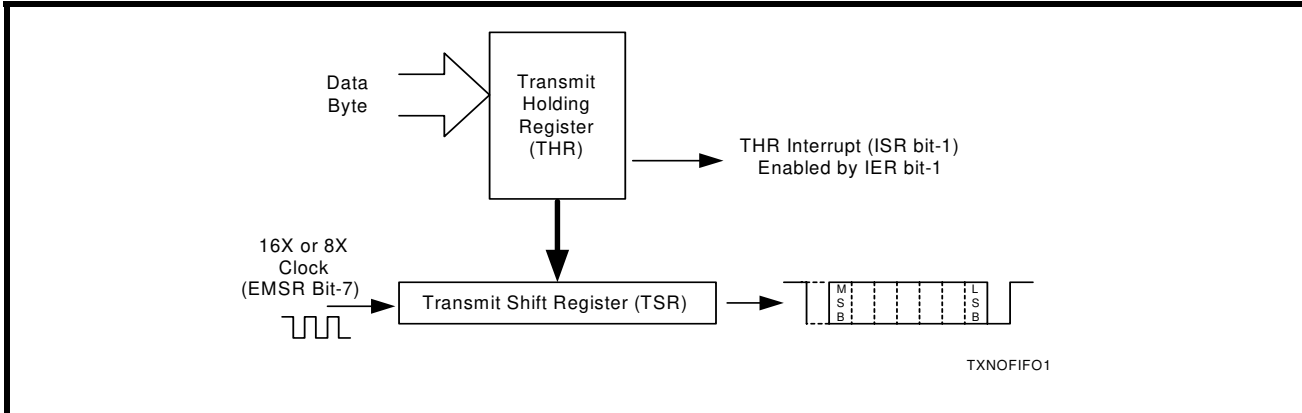 Data
Byte
Transmit
Holding
Register
(THR)
THR Interrupt (ISR bit-1)
Enabled by IER bit-1
16X or 8X
Clock
(EMSR Bit-7)
Transmit Shift Register (TSR)
M
S
B
L
S
B
TXNOFIFO1